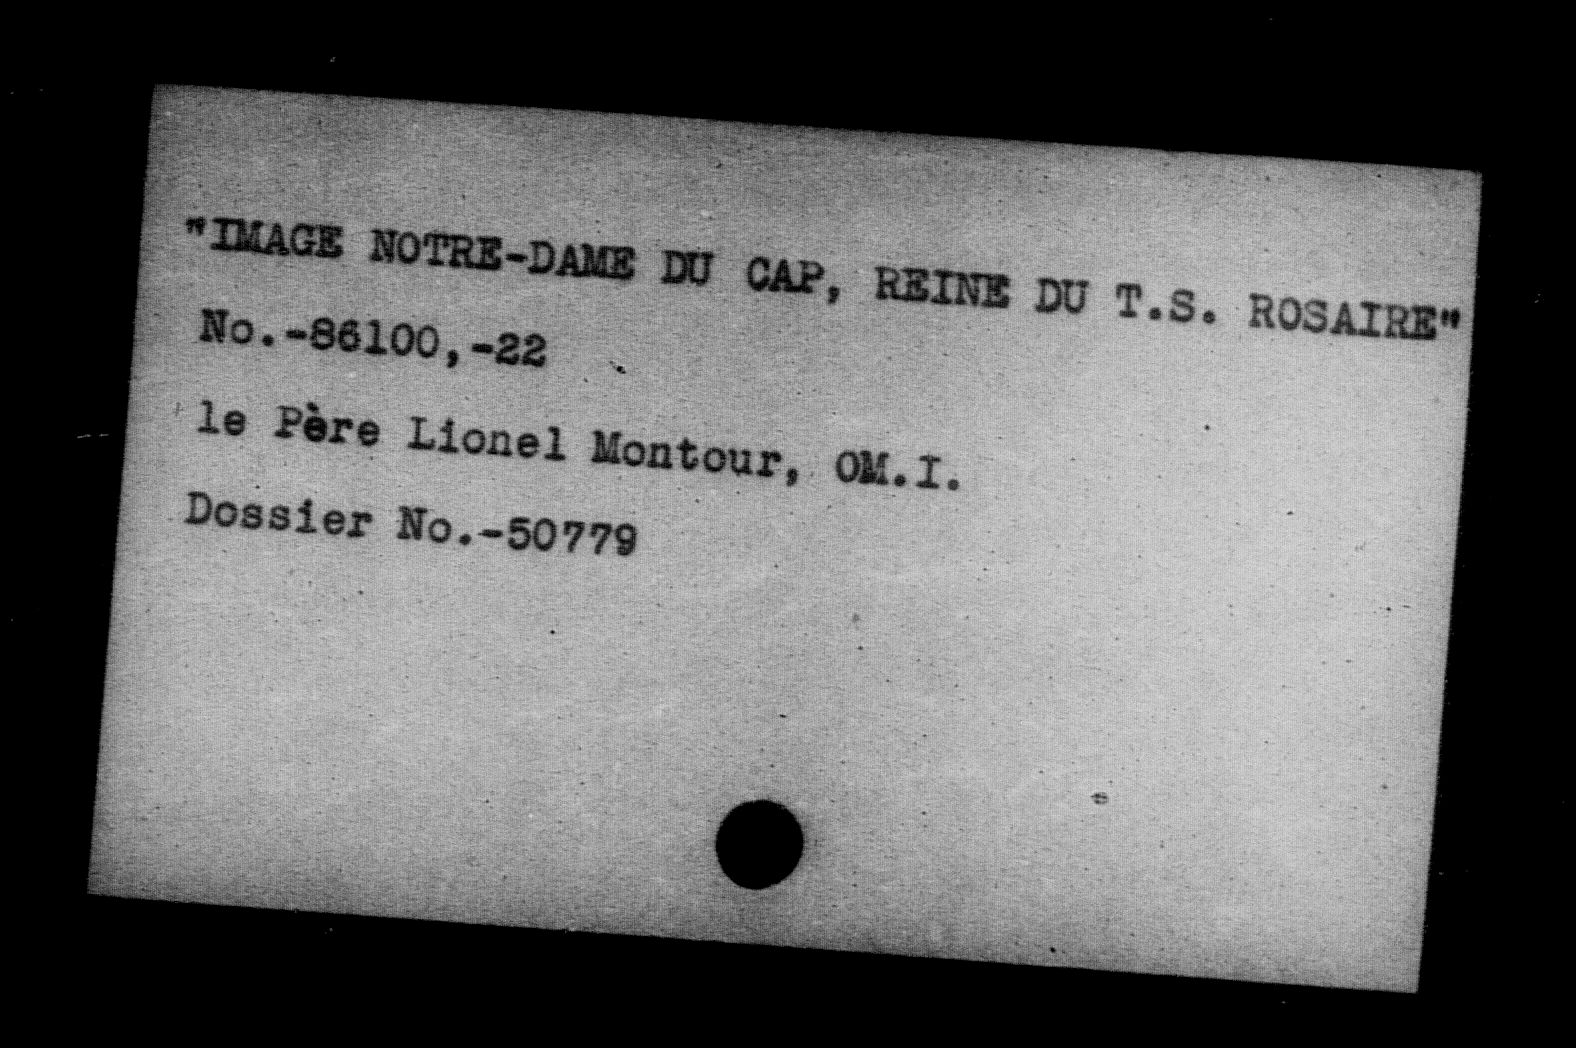 "IMAGE NOTRE-DAME DU CAP, REINE DU T.S. ROSAIRE"
No.-86100,-22
le Père Lionel Montour, OM.I.
Dossier No.-50779